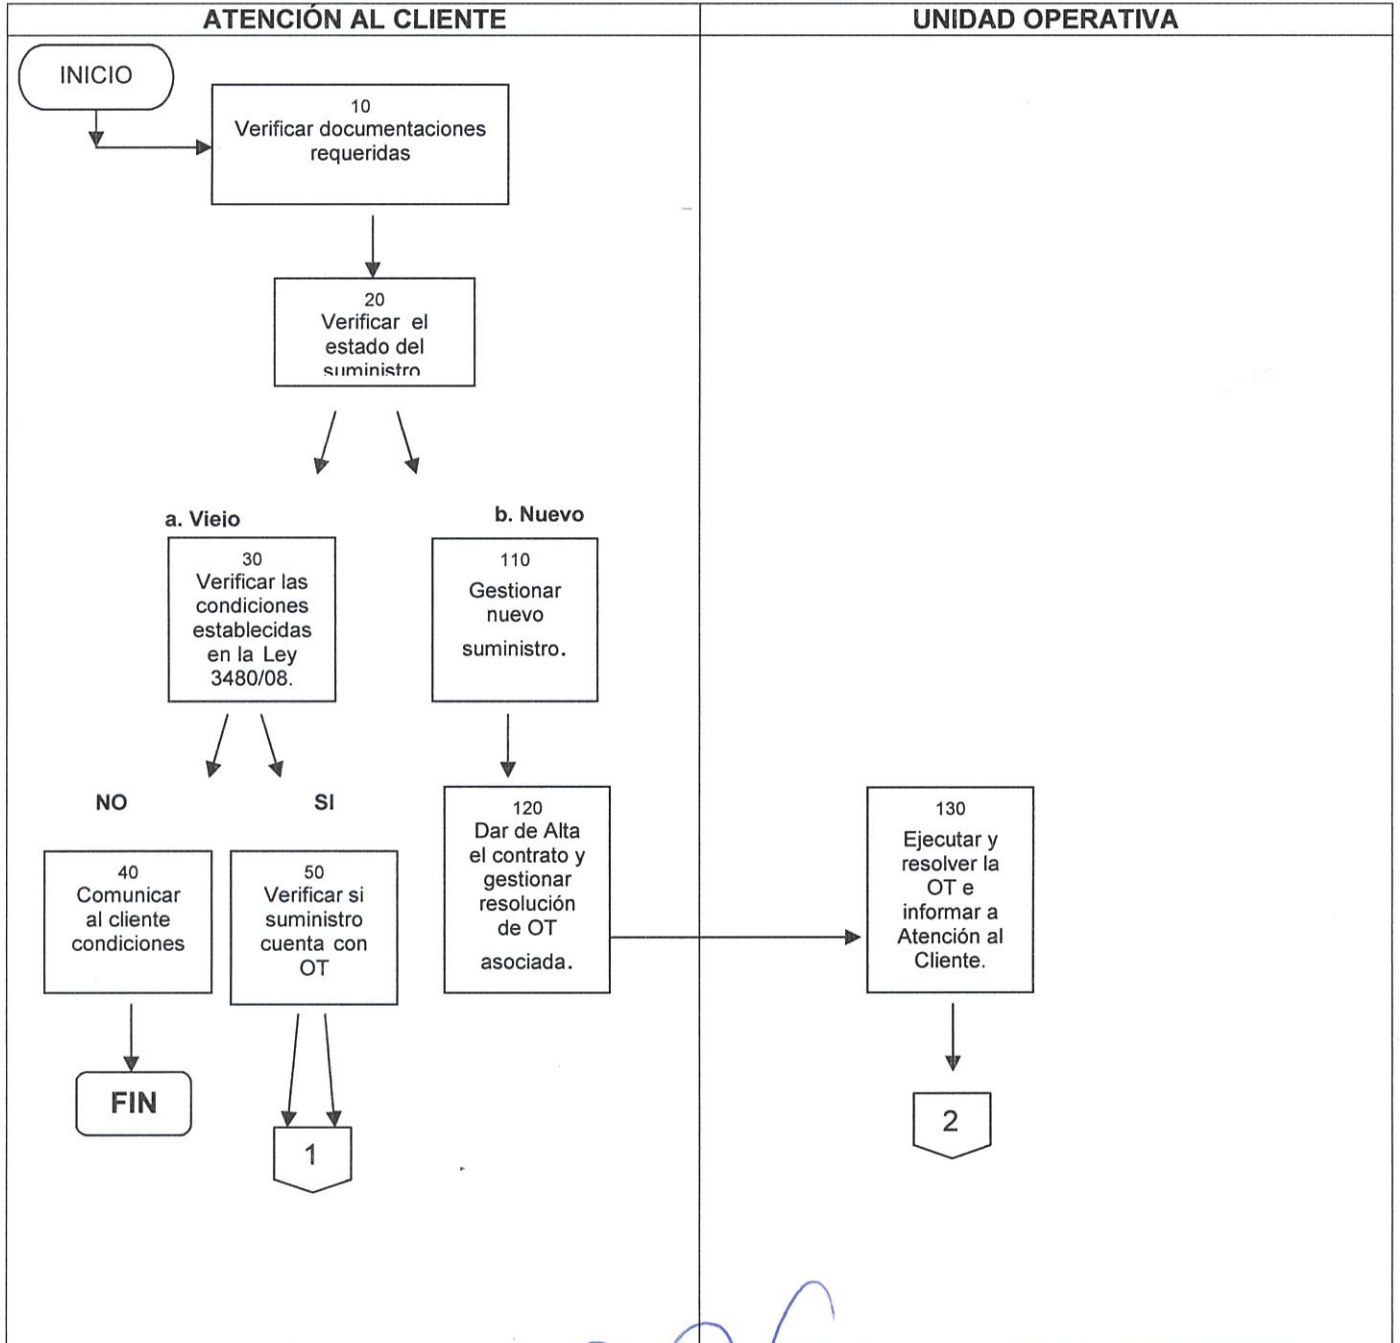 ATENCIÓN AL CLIENTE
UNIDAD OPERATIVA
INICIO
10
Verificar documentaciones
requeridas
20
Verificar el
estado del
suministro
a. Viejo
b. Nuevo
30
Verificar las
condiciones
establecidas
en la Ley
3480/08.
110
Gestionar
nuevo
suministro.
NO
SI
40
Comunicar
al cliente
condiciones
50
Verificar si
suministro
cuenta con
OT
120
Dar de Alta
el contrato y
gestionar
resolución
de OT
asociada.
130
Ejecutar y
resolver la
OT e
informar a
Atención al
Cliente.
FIN
1
2